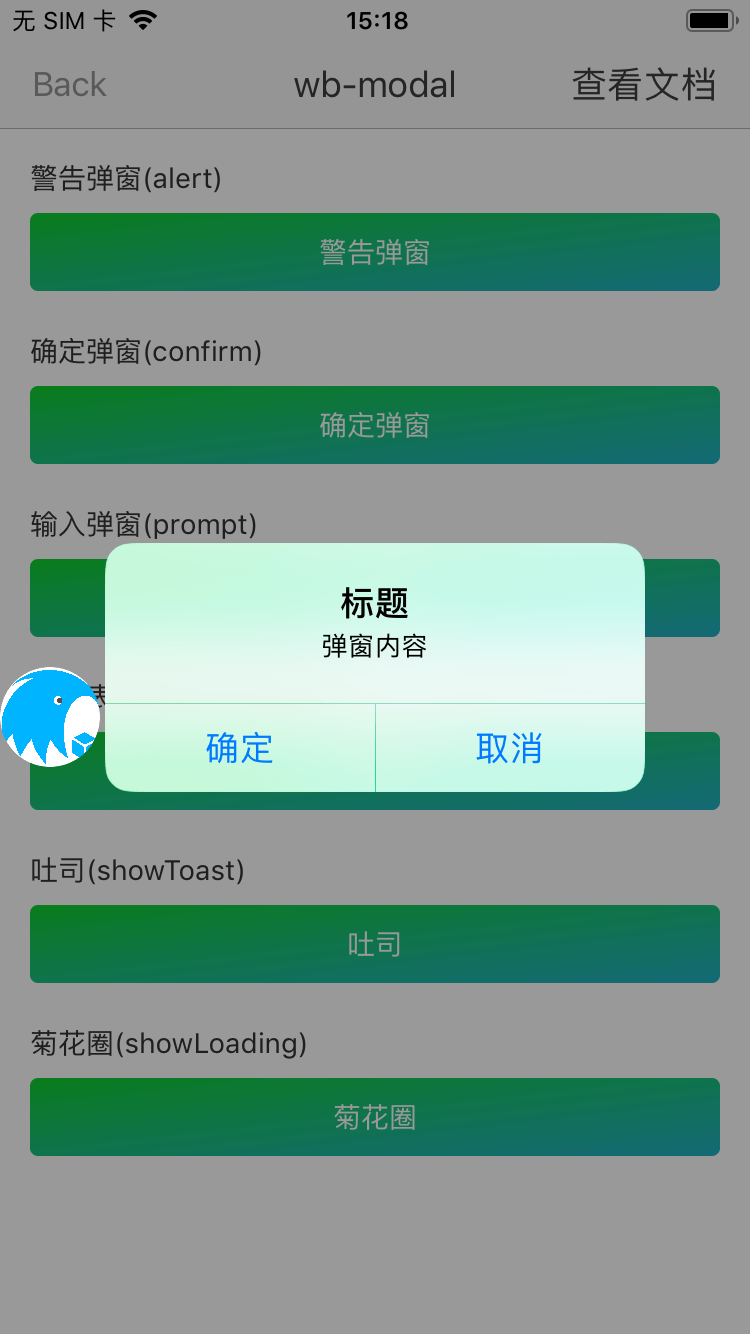 无 SIM 卡 15:18
Back wb-modal 查看文档
警告弹窗(alert)
警告弹窗
确定弹窗(confirm)
确定弹窗
输入弹窗(prompt)
标题
弹窗内容
确定 取消
吐司(showToast)
吐司
菊花圈(showLoading)
菊花圈